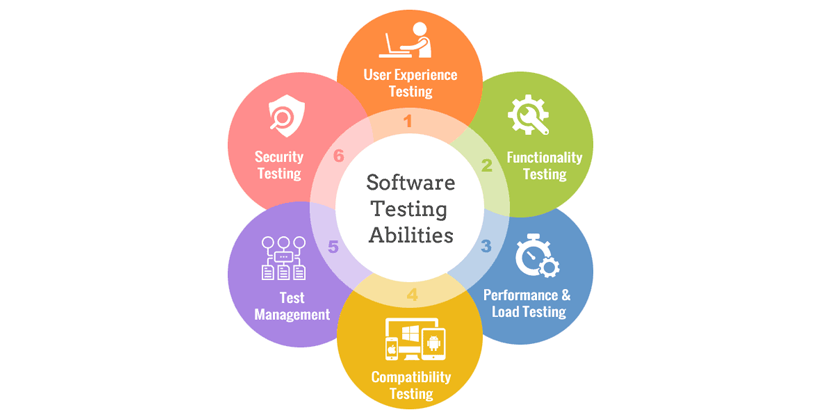 User Experience
Testing
1
Functionality
Testing
2
Performance &
Load Testing
3
Compatibility
Testing
4
Test
Management
5
Security
Testing
6
Software
Testing
Abilities